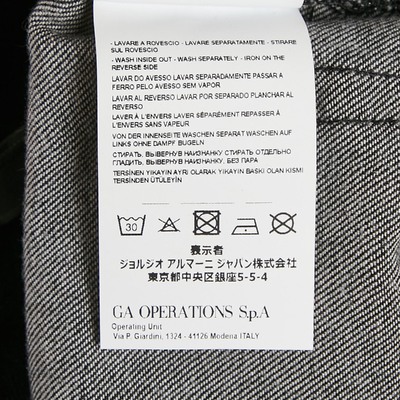 - LAVARE A ROVESCIO - LAVARE SEPARATAMENTE - STIRARE
SUL ROVESCIO
- WASH INSIDE OUT - WASH SEPARATELY - IRON ON THE
REVERSE SIDE
LAVAR DO AVESSO LAVAR SEPARADAMENTE PASSAR A
FERRO PELO AVESSO SEM VAPOR
LAVAR AL REVERSO LAVAR POR SEPARADO PLANCHAR AL
REVERSO
LAVER À L'ENVERS LAVER SÉPARÉMENT REPASSER À
L'ENVERS SANS VAPEUR
VON DER INNENSEITE WASCHEN SEPARAT WASCHEN AUF
LINKS OHNE DAMPF BUGELN
СТИРАТЬ, ВЫВЕРНУВ НАИЗНАНКУ СТИРАТЬ ОТДЕЛЬНО
ГЛАДИТЬ, ВЫВЕРНУВ НАИЗНАНКУ, БЕЗ ПАРА
TERSİNEN YIKAYIN AYRI OLARAK YIKAYIN BASKI OLAN KISMI
TERSİNDEN ÜTÜLEYİN
30
表示者
ジョルジオ アルマーニ ジャパン株式会社
東京都中央区銀座5-5-4
GA OPERATIONS S.p.A
Operating Unit
Via P. Giardini, 1324 - 41126 Modena ITALY